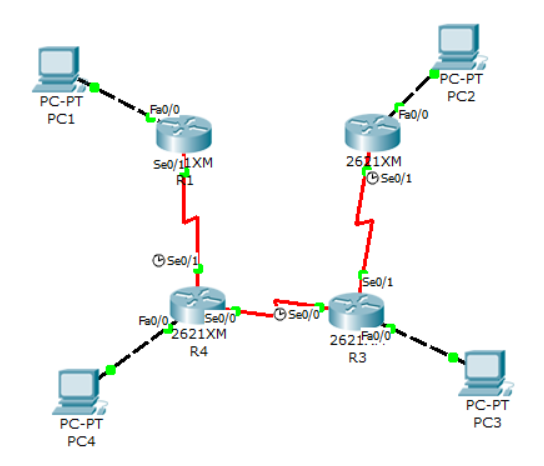 PC-PT
PC1
Fa0/0
Se0/1
1XM
R1
PC-PT
PC2
Fa0/0
2621XM
Se0/1
Se0/1
Fa0/0
Se0/0
2621XM
R4
Se0/1
Se0/0
Fa0/0
R3
PC-PT
PC4
PC-PT
PC3